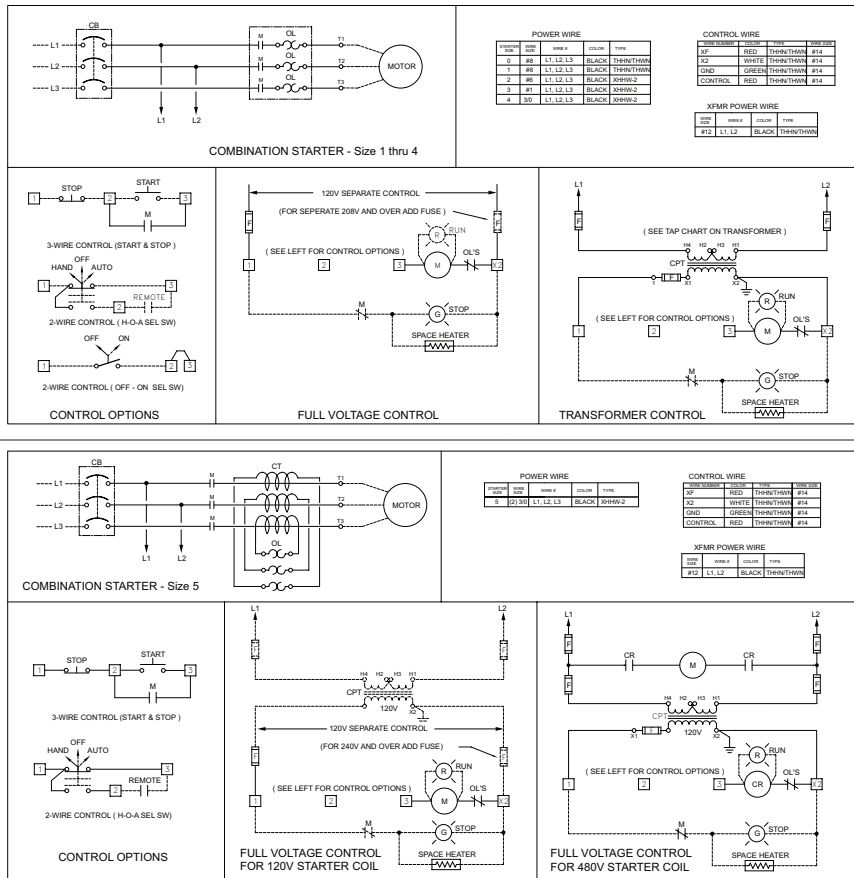 CB
L1
L2
L3
M
OL
M
OL
M
OL
T1
T2
T3
MOTOR
L1
L2
COMBINATION STARTER - Size 1 thru 4
POWER WIRE
STARTER SIZE WIRE SIZE WIRE # COLOR TYPE
0 #8 L1, L2, L3 BLACK THHN/THWN
1 #8 L1, L2, L3 BLACK THHN/THWN
2 #6 L1, L2, L3 BLACK XHHW-2
3 #1 L1, L2, L3 BLACK XHHW-2
4 3/0 L1, L2, L3 BLACK XHHW-2
CONTROL WIRE
WIRE NUMBER COLOR TYPE WIRE SIZE
XF RED THHN/THWN #14
X2 WHITE THHN/THWN #14
GND GREEN THHN/THWN #14
CONTROL RED THHN/THWN #14
XFMR POWER WIRE
WIRE SIZE WIRE # COLOR TYPE
#12 L1, L2 BLACK THHN/THWN
STOP
START
1
2
3
M
3-WIRE CONTROL (START & STOP )
OFF
HAND
AUTO
1
3
REMOTE
2
2-WIRE CONTROL ( H-O-A SEL SW)
OFF
ON
1
2
3
2-WIRE CONTROL ( OFF - ON SEL SW)
CONTROL OPTIONS
120V SEPARATE CONTROL
(FOR SEPERATE 208V AND OVER ADD FUSE )
F
F
R
RUN
( SEE LEFT FOR CONTROL OPTIONS )
OL'S
1
2
3
M
X2
M
G
STOP
SPACE HEATER
FULL VOLTAGE CONTROL
L1
L2
F
F
( SEE TAP CHART ON TRANSFORMER )
H4 H2 H3 H1
CPT
F
1
X1
X2
R
RUN
( SEE LEFT FOR CONTROL OPTIONS )
OL'S
1
2
3
M
X2
M
G
STOP
SPACE HEATER
TRANSFORMER CONTROL
CB
L1
L2
L3
M
M
M
CT
OL
T1
T2
T3
MOTOR
L1
L2
COMBINATION STARTER - Size 5
POWER WIRE
STARTER SIZE WIRE SIZE WIRE # COLOR TYPE
5 (2) 3/0 L1, L2, L3 BLACK XHHW-2
CONTROL WIRE
WIRE NUMBER COLOR TYPE WIRE SIZE
XF RED THHN/THWN #14
X2 WHITE THHN/THWN #14
GND GREEN THHN/THWN #14
CONTROL RED THHN/THWN #14
XFMR POWER WIRE
WIRE SIZE WIRE # COLOR TYPE
#12 L1, L2 BLACK THHN/THWN
STOP
START
1
2
3
M
3-WIRE CONTROL (START & STOP )
OFF
HAND
AUTO
1
3
REMOTE
2
2-WIRE CONTROL ( H-O-A SEL SW)
CONTROL OPTIONS
L1
L2
F
F
H4 H2 H3 H1
CPT
120V
X2
120V SEPARATE CONTROL
(FOR 240V AND OVER ADD FUSE)
F
F
R
RUN
( SEE LEFT FOR CONTROL OPTIONS )
OL'S
1
2
3
M
X2
M
G
STOP
SPACE HEATER
FULL VOLTAGE CONTROL
FOR 120V STARTER COIL
L1
L2
F
F
CR
M
CR
F
F
H4 H2 H3 H1
CPT
X1
F
120V
X2
R
RUN
( SEE LEFT FOR CONTROL OPTIONS )
OL'S
1
2
3
CR
X2
M
G
STOP
SPACE HEATER
FULL VOLTAGE CONTROL
FOR 480V STARTER COIL